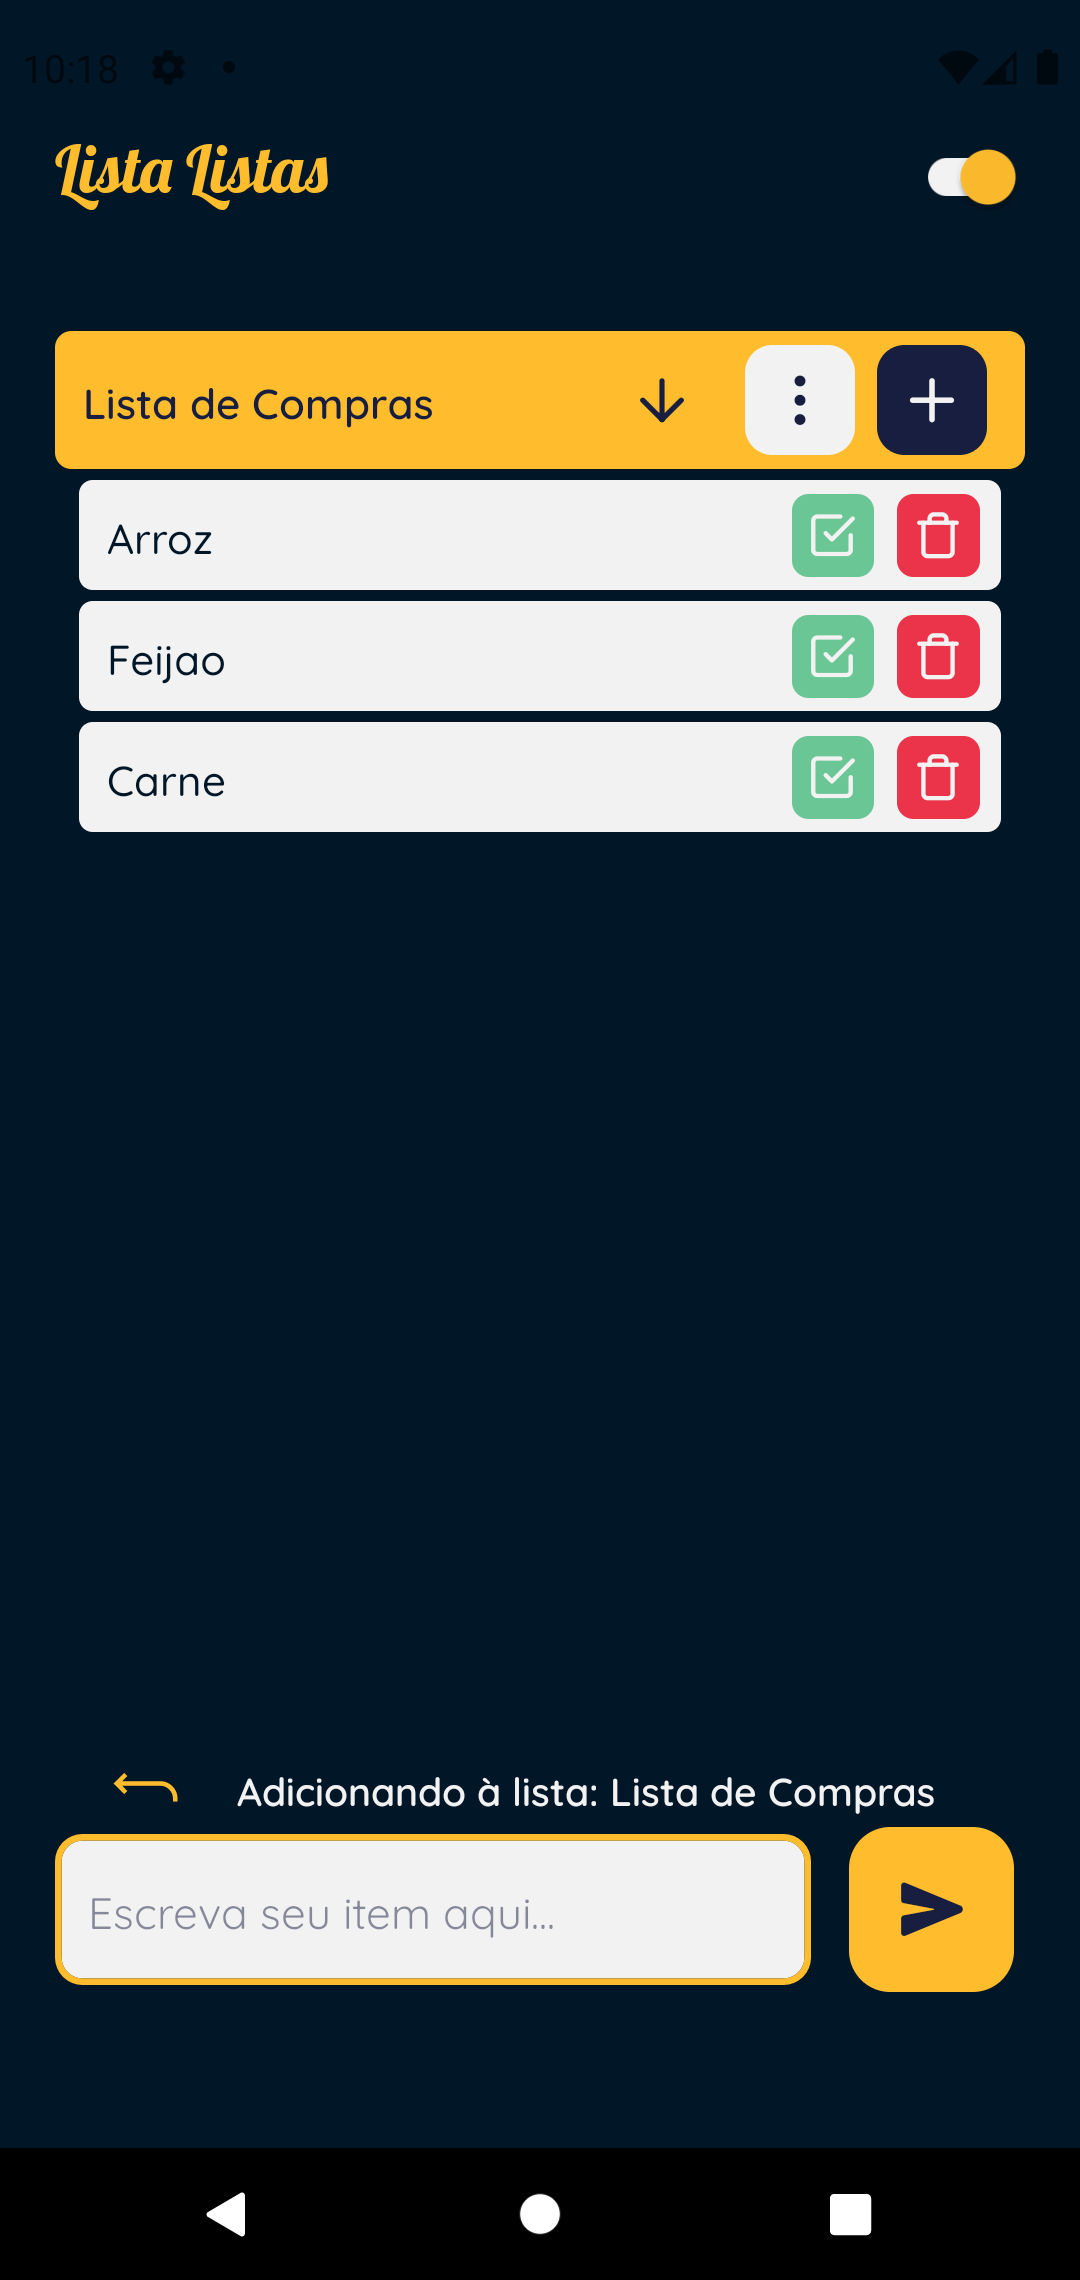 10:18
Lista Listas
Lista de Compras
Arroz
Feijao
Carne
Adicionando à lista: Lista de Compras
Escreva seu item aqui...